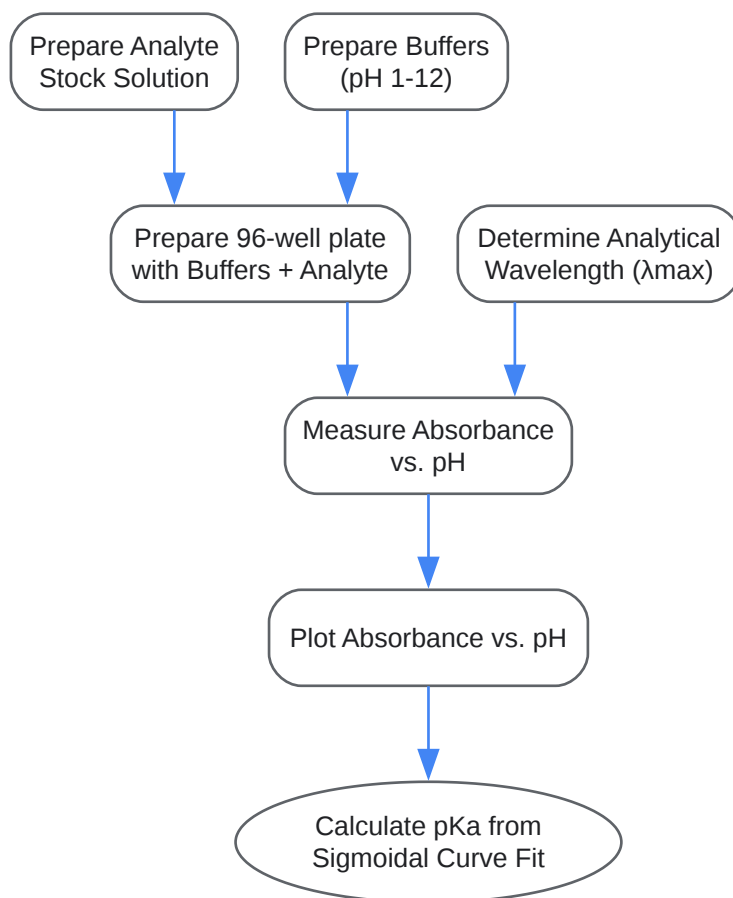 Prepare Analyte
Stock Solution
Prepare Buffers
(pH 1-12)
Prepare 96-well plate
with Buffers + Analyte
Determine Analytical
Wavelength (λmax)
Measure Absorbance
vs. pH
Plot Absorbance vs. pH
Calculate pKa from
Sigmoidal Curve Fit